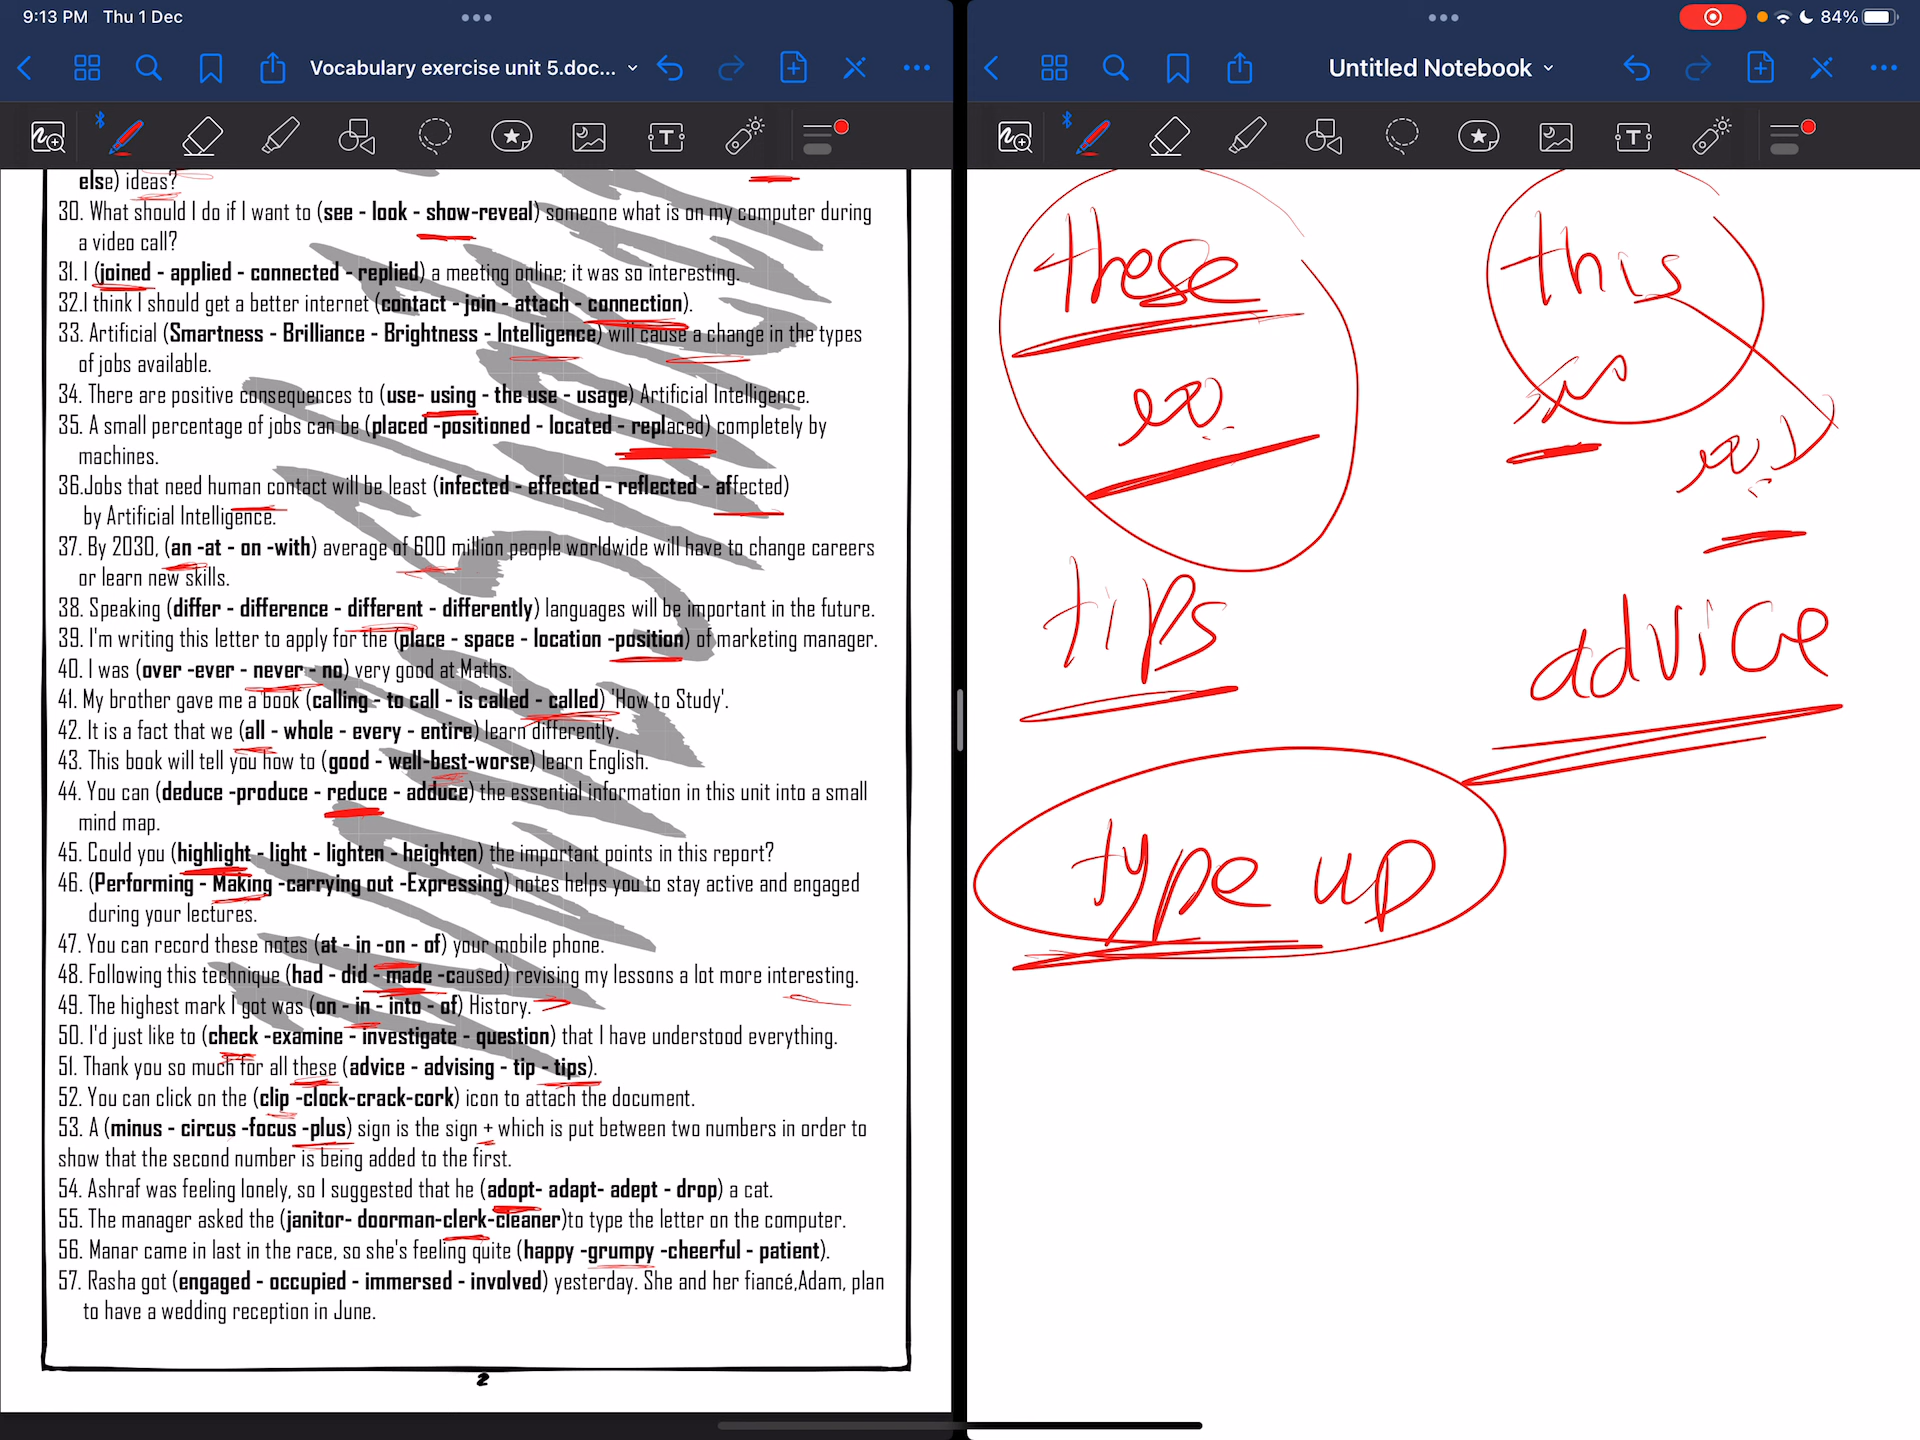 9:13 PM Thu 1 Dec
84%
Vocabulary exercise unit 5.doc...
Untitled Notebook
else) ideas?
30. What should I do if I want to (see - look - show-reveal) someone what is on my computer during
a video call?
31. I (joined - applied - connected - replied) a meeting online; it was so interesting.
32.I think I should get a better internet (contact - join - attach - connection).
33. Artificial (Smartness - Brilliance - Brightness - Intelligence) will cause a change in the types
of jobs available.
34. There are positive consequences to (use- using - the use - usage) Artificial Intelligence.
35. A small percentage of jobs can be (placed -positioned - located - replaced) completely by
machines.
36.Jobs that need human contact will be least (infected - effected - reflected - affected)
by Artificial Intelligence.
37. By 2030, (an -at - on -with) average of 600 million people worldwide will have to change careers
or learn new skills.
38. Speaking (differ - difference - different - differently) languages will be important in the future.
39. I'm writing this letter to apply for the (place - space - location -position) of marketing manager.
40. I was (over -ever - never - no) very good at Maths.
41. My brother gave me a book (calling - to call - is called - called) 'How to Study'.
42. It is a fact that we (all - whole - every - entire) learn differently.
43. This book will tell you how to (good - well-best-worse) learn English.
44. You can (deduce -produce - reduce - adduce) the essential information in this unit into a small
mind map.
45. Could you (highlight - light - lighten - heighten) the important points in this report?
46. (Performing - Making -carrying out -Expressing) notes helps you to stay active and engaged
during your lectures.
47. You can record these notes (at - in -on - of) your mobile phone.
48. Following this technique (had - did - made -caused) revising my lessons a lot more interesting.
49. The highest mark I got was (on - in - into - of) History.
50. I'd just like to (check -examine - investigate - question) that I have understood everything.
51. Thank you so much for all these (advice - advising - tip - tips).
52. You can click on the (clip -clock-crack-cork) icon to attach the document.
53. A (minus - circus -focus -plus) sign is the sign + which is put between two numbers in order to
show that the second number is being added to the first.
54. Ashraf was feeling lonely, so I suggested that he (adopt- adapt- adept - drop) a cat.
55. The manager asked the (janitor- doorman-clerk-cleaner)to type the letter on the computer.
56. Manar came in last in the race, so she's feeling quite (happy -grumpy -cheerful - patient).
57. Rasha got (engaged - occupied - immersed - involved) yesterday. She and her fiancé,Adam, plan
to have a wedding reception in June.
2
these
this
tips
advice
type up